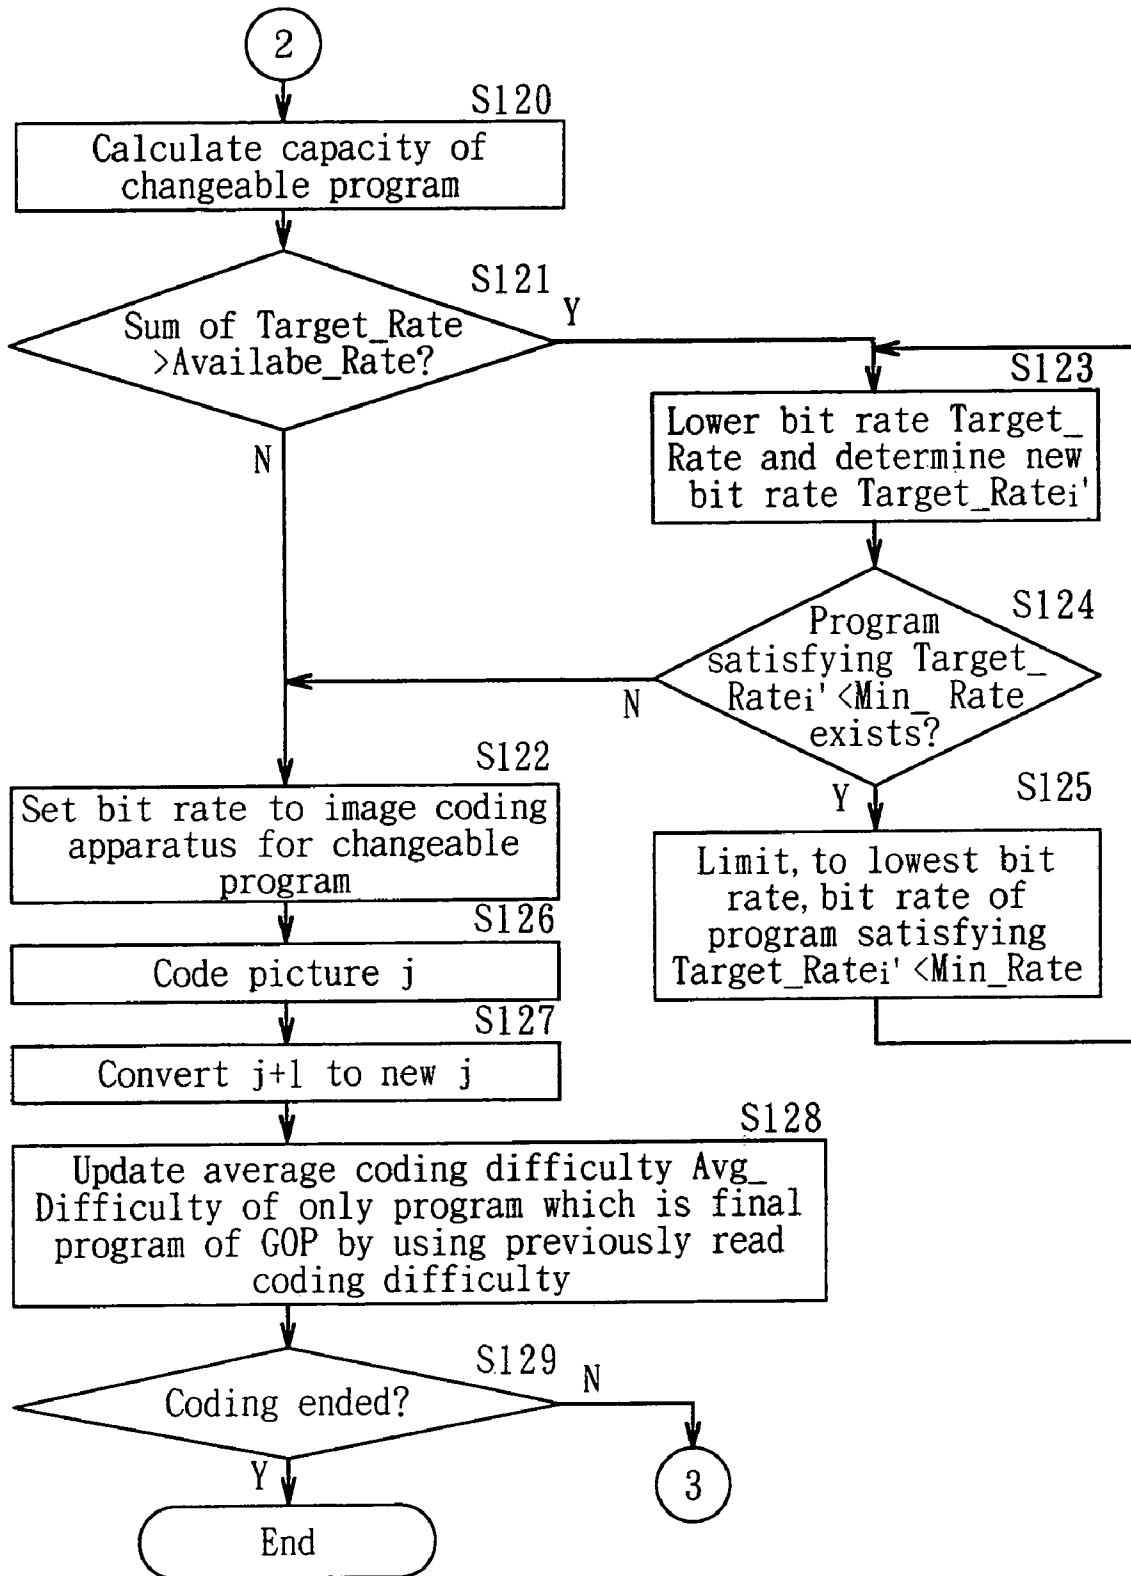 2
S120
Calculate capacity of
changeable program
S121
Sum of Target_Rate
>Availabe_Rate?
Y
N
S123
Lower bit rate Target_
Rate and determine new
bit rate Target_Ratei'
S124
Program
satisfying Target_
Ratei'<Min_ Rate
exists?
N
Y
S122
Set bit rate to image coding
apparatus for changeable
program
S125
Limit, to lowest bit
rate, bit rate of
program satisfying
Target_Ratei'<Min_Rate
S126
Code picture j
S127
Convert j+1 to new j
S128
Update average coding difficulty Avg_
Difficulty of only program which is final
program of GOP by using previously read
coding difficulty
S129
Coding ended?
N
Y
3
End